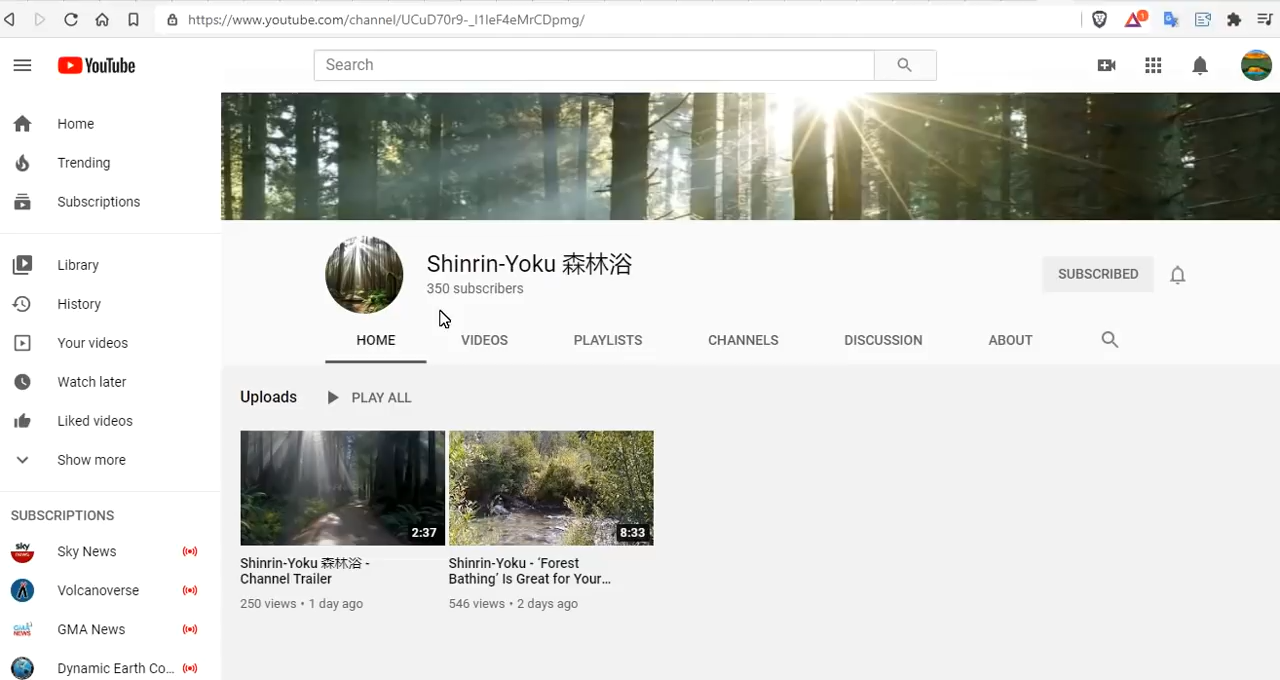 https://www.youtube.com/channel/UCuD70r9-_I1IeF4eMrCDpmg/
1
YouTube
Search
Home
Trending
Subscriptions
Library
History
Your videos
Watch later
Liked videos
Show more
SUBSCRIPTIONS
Sky News
Volcanoverse
GMA News
Dynamic Earth Co...
Shinrin-Yoku 森林浴
350 subscribers
SUBSCRIBED
HOME VIDEOS PLAYLISTS CHANNELS DISCUSSION ABOUT
Uploads PLAY ALL
2:37
Shinrin-Yoku 森林浴 -
Channel Trailer
250 views • 1 day ago
8:33
Shinrin-Yoku - ‘Forest
Bathing’ Is Great for Your...
546 views • 2 days ago